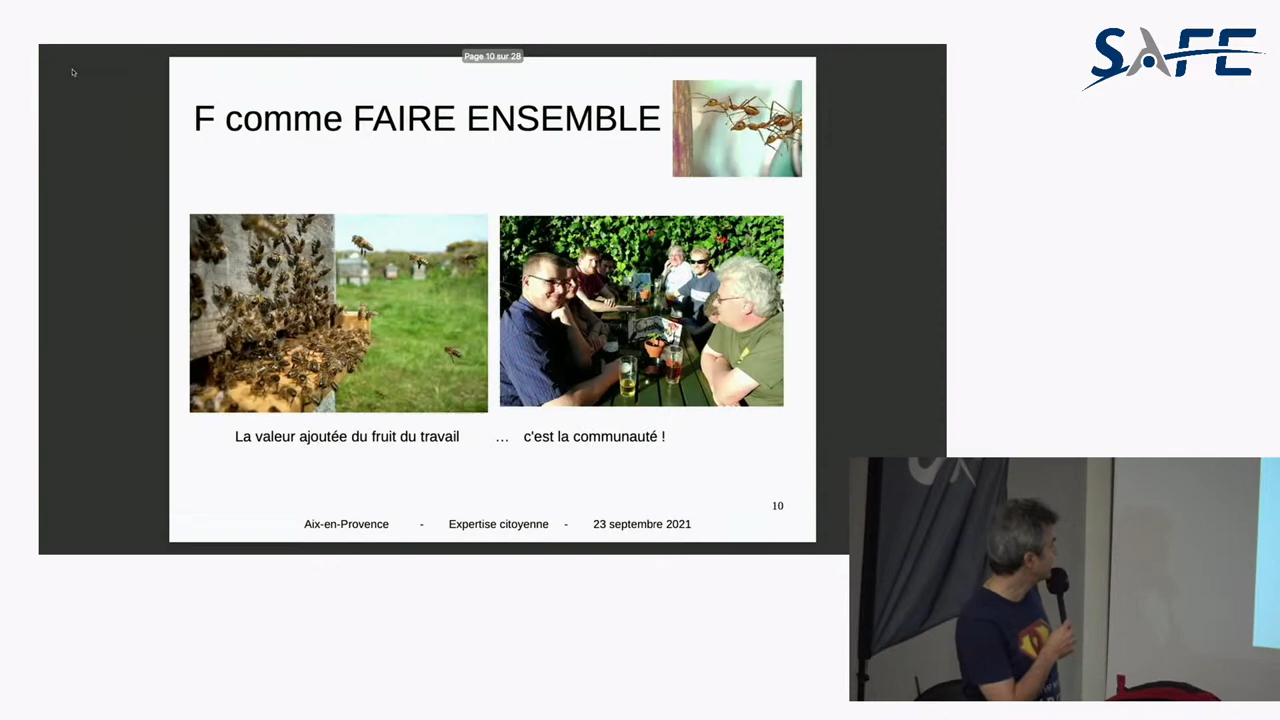 SAFE
Page 10 sur 28
F comme FAIRE ENSEMBLE
La valeur ajoutée du fruit du travail ... c'est la communauté !
10
Aix-en-Provence - Expertise citoyenne - 23 septembre 2021